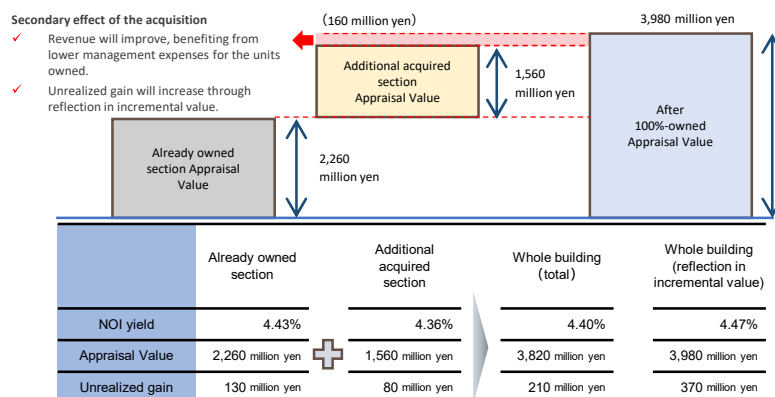 Secondary effect of the acquisition
✓ Revenue will improve, benefiting from
lower management expenses for the units
owned.
✓ Unrealized gain will increase through
reflection in incremental value.
(160 million yen)
3,980 million yen
Additional acquired
section
Appraisal Value
1,560
million yen
After
100%-owned
Appraisal Value
Already owned
section Appraisal
Value
2,260
million yen
Already owned
section
Additional
acquired
section
Whole building
(total)
Whole building
(reflection in
incremental value)
NOI yield 4.43% 4.36% 4.40% 4.47%
Appraisal Value 2,260 million yen 1,560 million yen 3,820 million yen 3,980 million yen
Unrealized gain 130 million yen 80 million yen 210 million yen 370 million yen